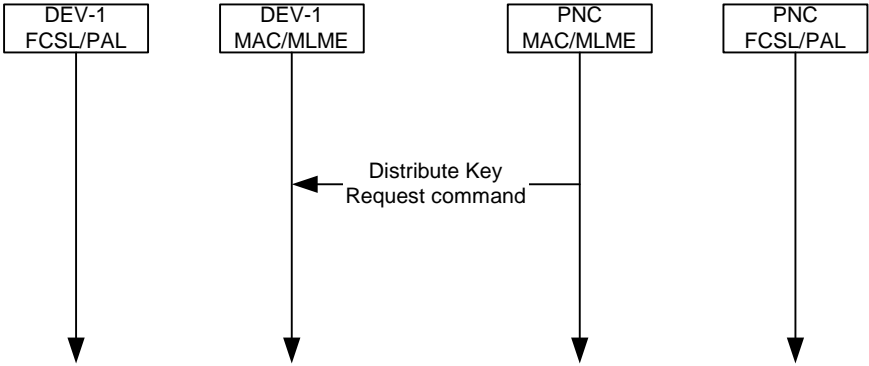 DEV-1
FCSL/PAL
DEV-1
MAC/MLME
PNC
MAC/MLME
PNC
FCSL/PAL
Distribute Key
Request command